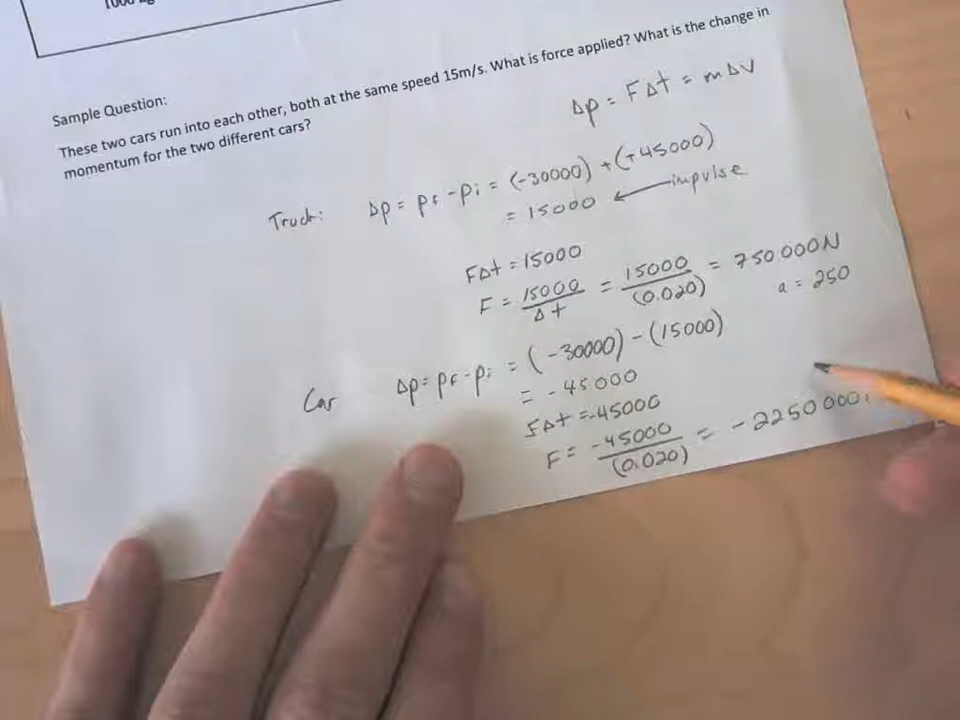 Sample Question:
These two cars run into each other, both at the same speed 15m/s. What is force applied? What is the change in
momentum for the two different cars?
Δp = FΔt = mΔV
Truck: Δp = pf - pi = (-30000) + (+45000)
= 15000 ← impulse
FΔt = 15000
F = 15000/Δt = 15000/(0.020) = 750 000N
a = 250
Car Δp = pf - pi = (-30000) - (15000)
= -45000
FΔt = -45000
F = -45000/(0.020) = -2250 000